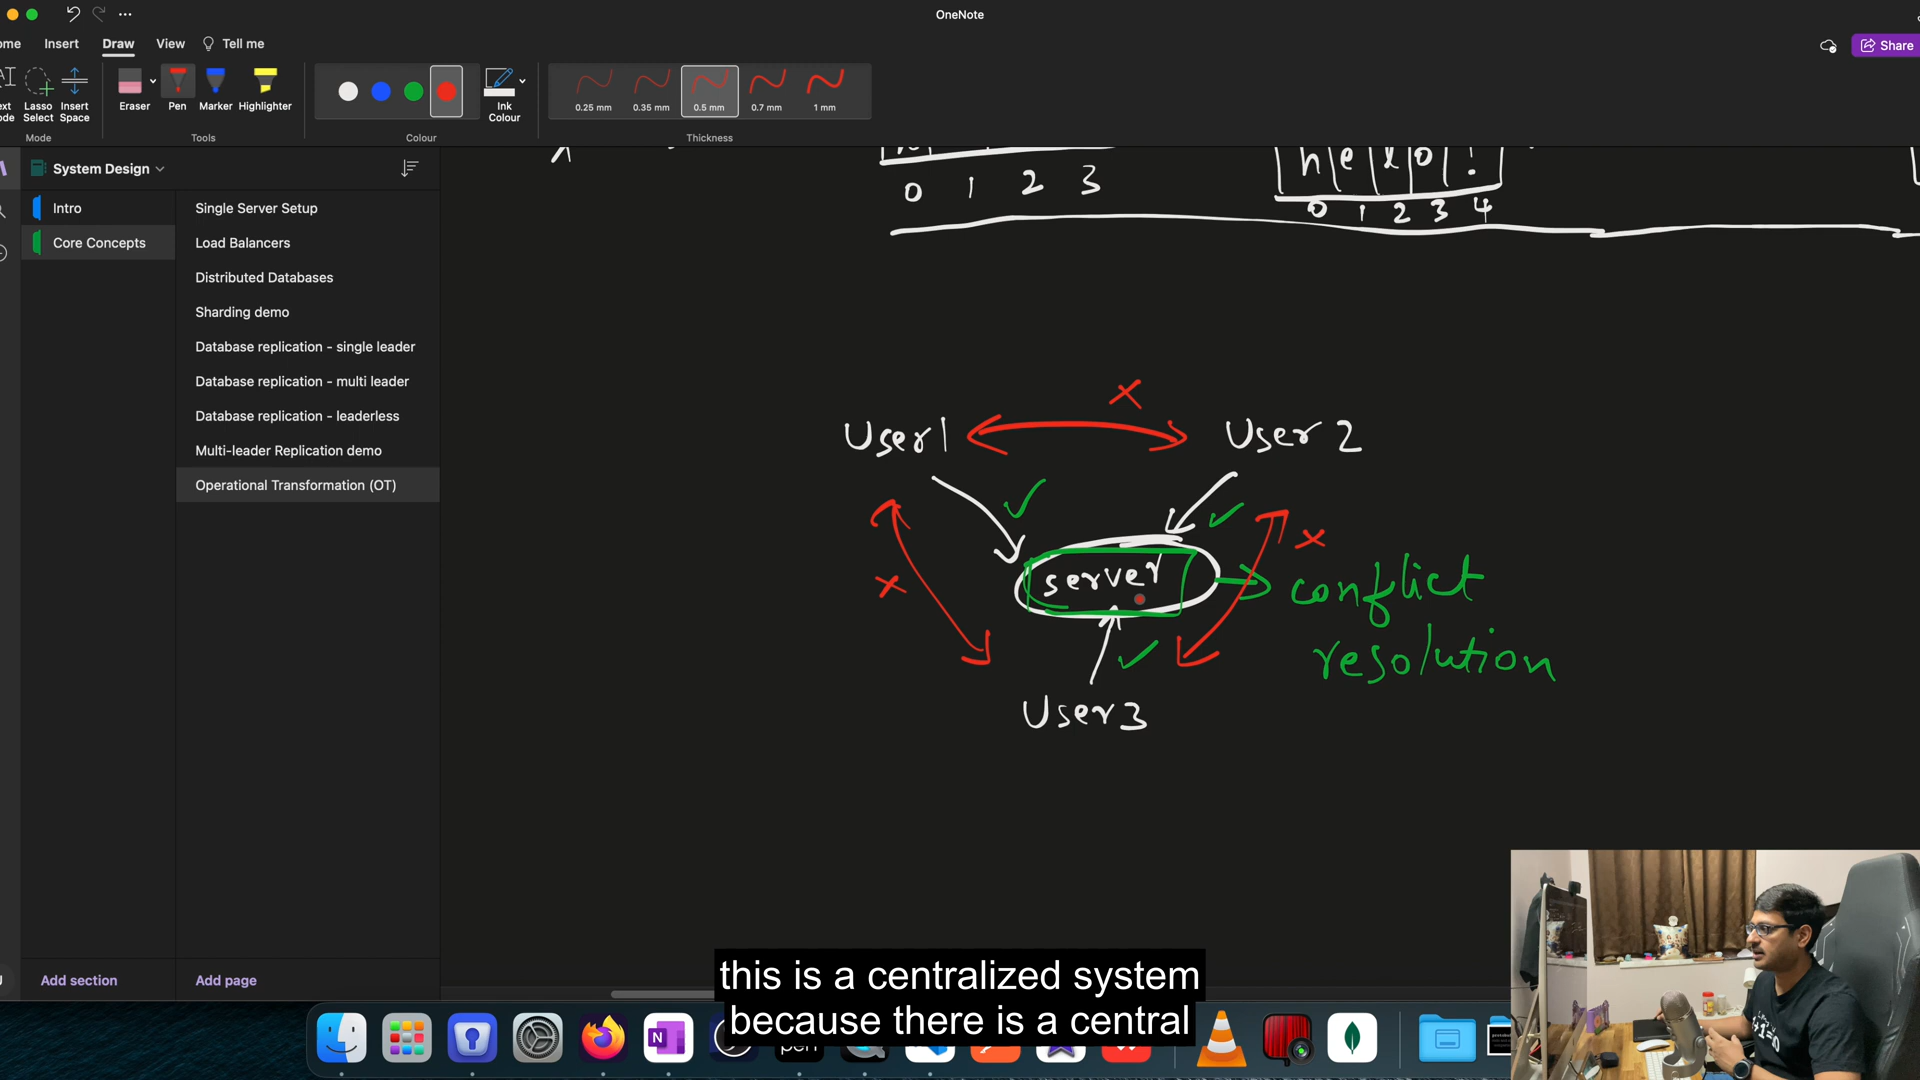 OneNote
ome Insert Draw View Tell me
Share
Eraser Pen Marker Highlighter
Lasso Select
Insert Space
Ink Colour
0.25 mm 0.35 mm 0.5 mm 0.7 mm 1 mm
Mode Tools Colour Thickness
System Design
Intro
Core Concepts
Single Server Setup
Load Balancers
Distributed Databases
Sharding demo
Database replication - single leader
Database replication - multi leader
Database replication - leaderless
Multi-leader Replication demo
Operational Transformation (OT)
0 1 2 3
h e l o !
0 1 2 3 4
x
User1 User 2
server
x x
conflict
resolution
User3
Add section Add page
this is a centralized system
because there is a central